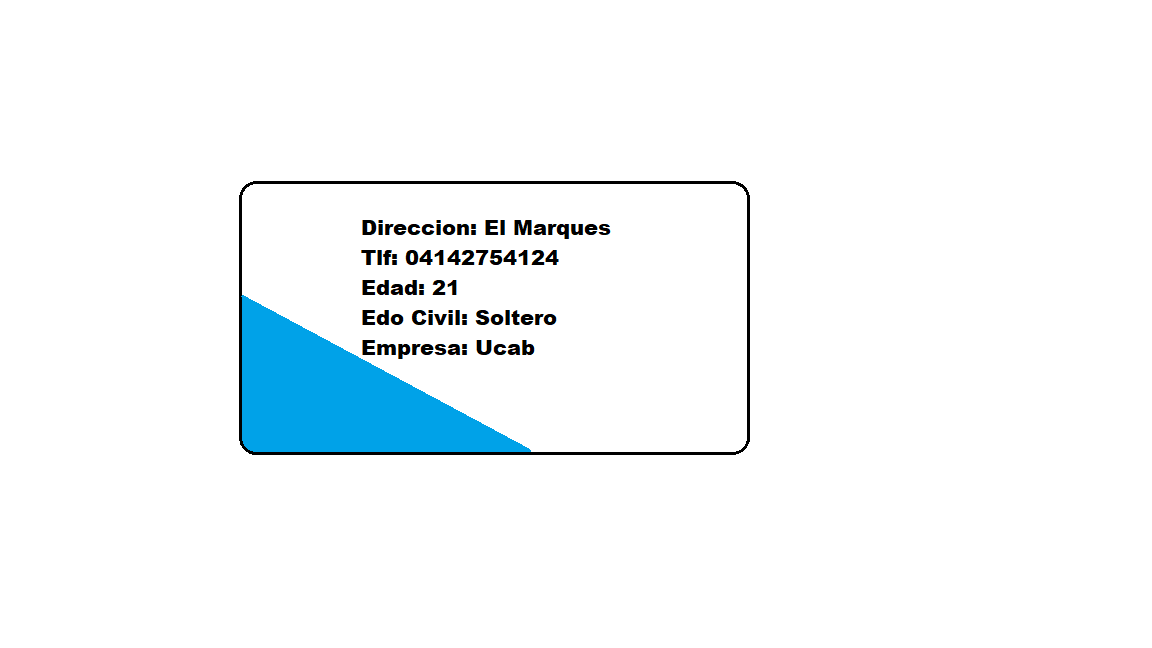 Direccion: El Marques
Tlf: 04142754124
Edad: 21
Edo Civil: Soltero
Empresa: Ucab